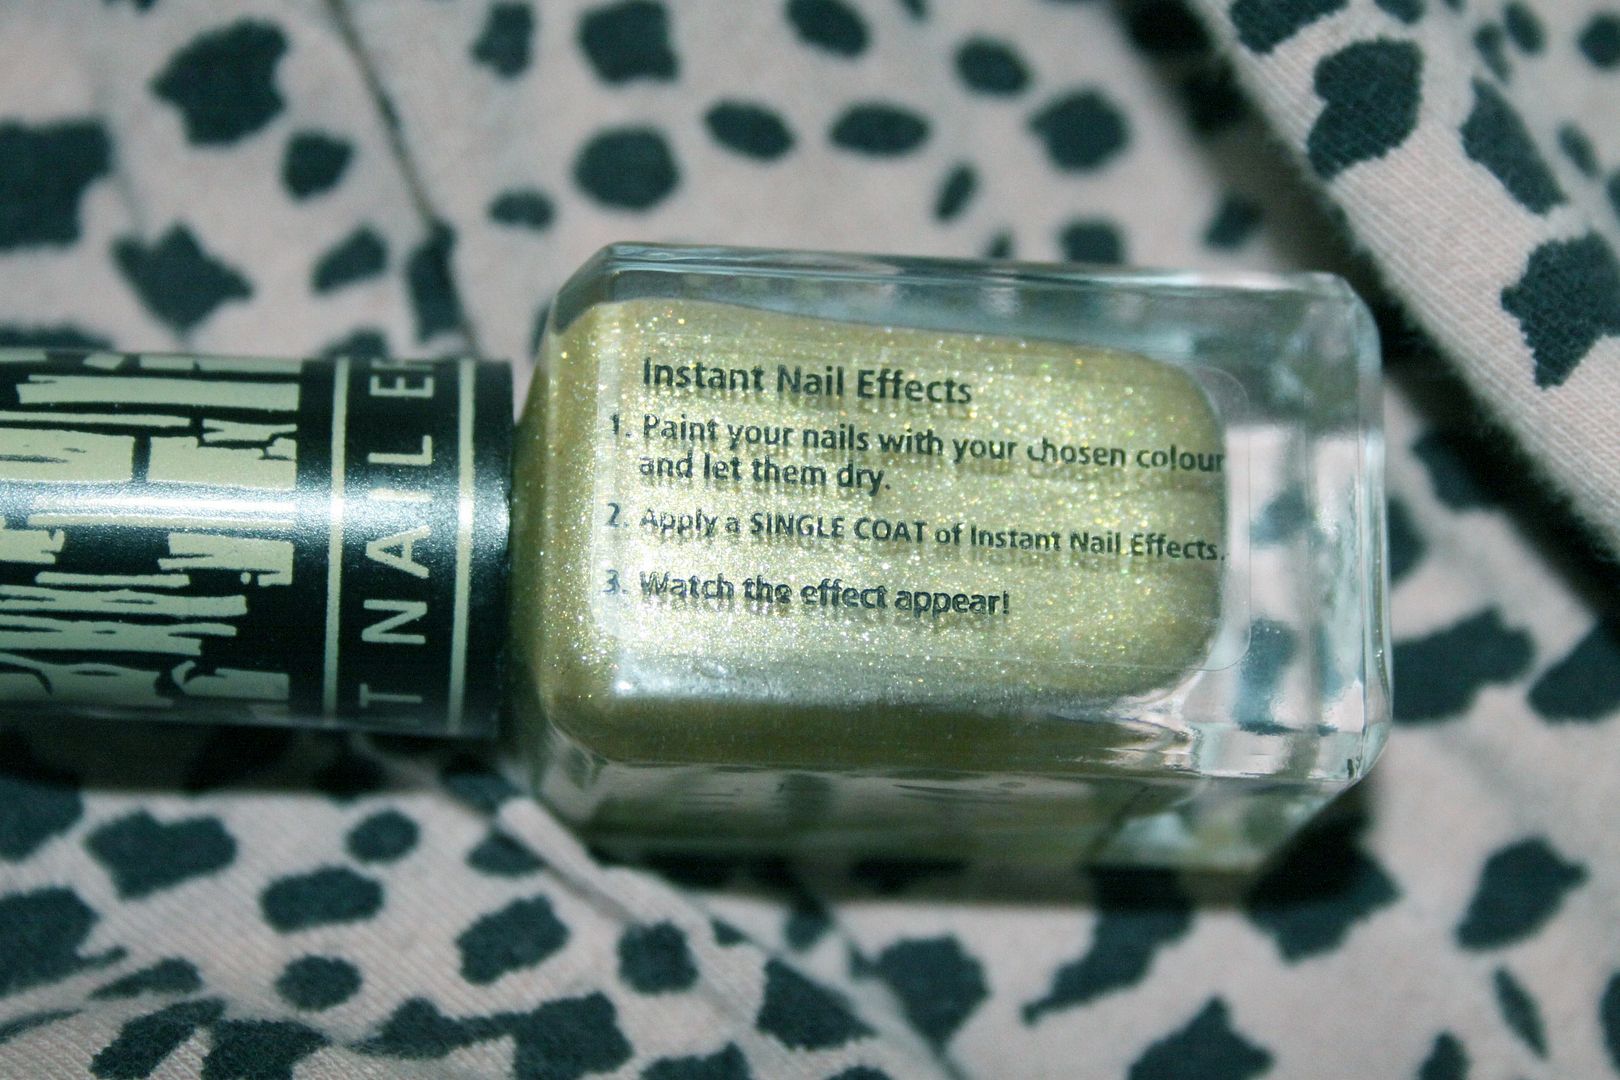 Instant Nail Effects
1. Paint your nails with your chosen colour
and let them dry.
2. Apply a SINGLE COAT of Instant Nail Effects.
3. Watch the effect appear!
T NAIL E